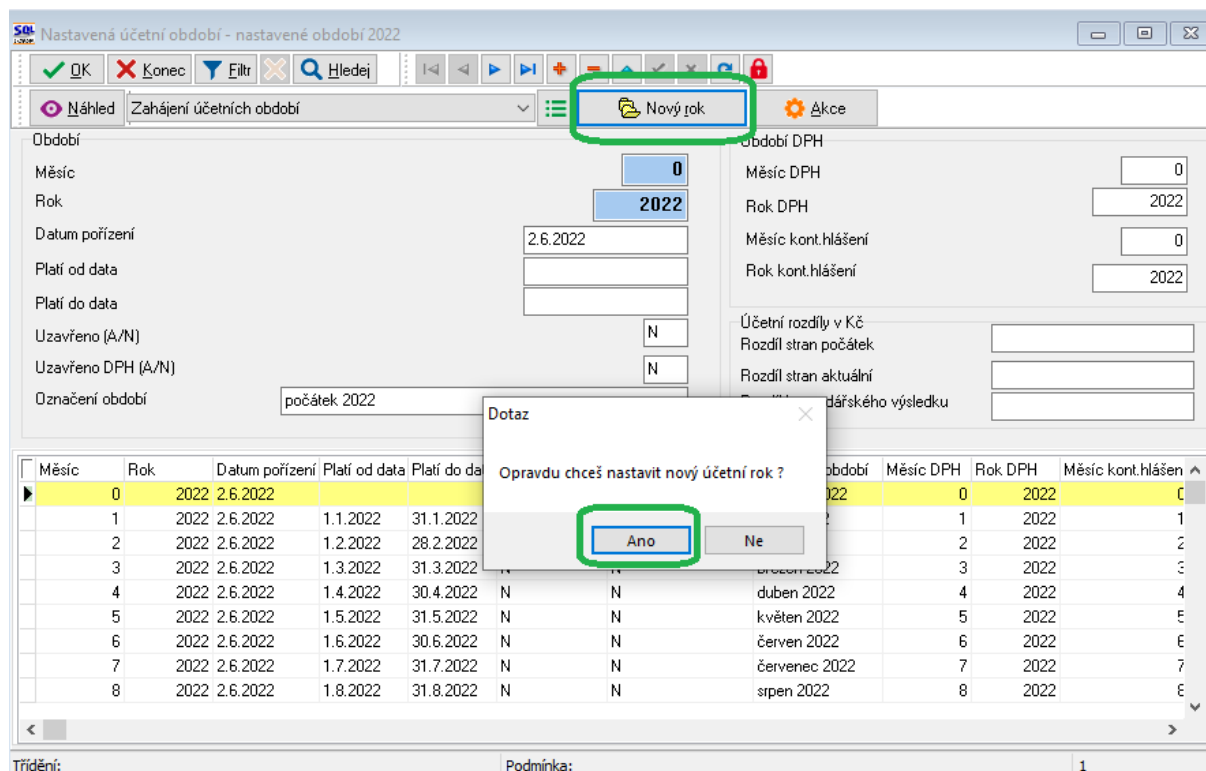 SQL Nastavená účetní období - nastavené období 2022
OK Konec Filtr Hledej
Náhled Zahájení účetních období Nový rok Akce
Období
Měsíc 0
Rok 2022
Datum pořízení 2.6.2022
Platí od data
Platí do data
Uzavřeno (A/N) N
Uzavřeno DPH (A/N) N
Označení období počátek 2022
Období DPH
Měsíc DPH 0
Rok DPH 2022
Měsíc kont.hlášení 0
Rok kont.hlášení 2022
Účetní rozdíly v Kč
Rozdíl stran počátek
Rozdíl stran aktuální
dářského výsledku
Dotaz
Opravdu chceš nastavit nový účetní rok ?
Ano Ne
Měsíc Rok Datum pořízení Platí od data Platí do da období Měsíc DPH Rok DPH Měsíc kont.hlášen
0 2022 2.6.2022 022 0 2022 0
1 2022 2.6.2022 1.1.2022 31.1.2022 1 2022 1
2 2022 2.6.2022 1.2.2022 28.2.2022 2 2022 2
3 2022 2.6.2022 1.3.2022 31.3.2022 N N březen 2022 3 2022 3
4 2022 2.6.2022 1.4.2022 30.4.2022 N N duben 2022 4 2022 4
5 2022 2.6.2022 1.5.2022 31.5.2022 N N květen 2022 5 2022 5
6 2022 2.6.2022 1.6.2022 30.6.2022 N N červen 2022 6 2022 6
7 2022 2.6.2022 1.7.2022 31.7.2022 N N červenec 2022 7 2022 7
8 2022 2.6.2022 1.8.2022 31.8.2022 N N srpen 2022 8 2022 8
Třídění: Podmínka: 1